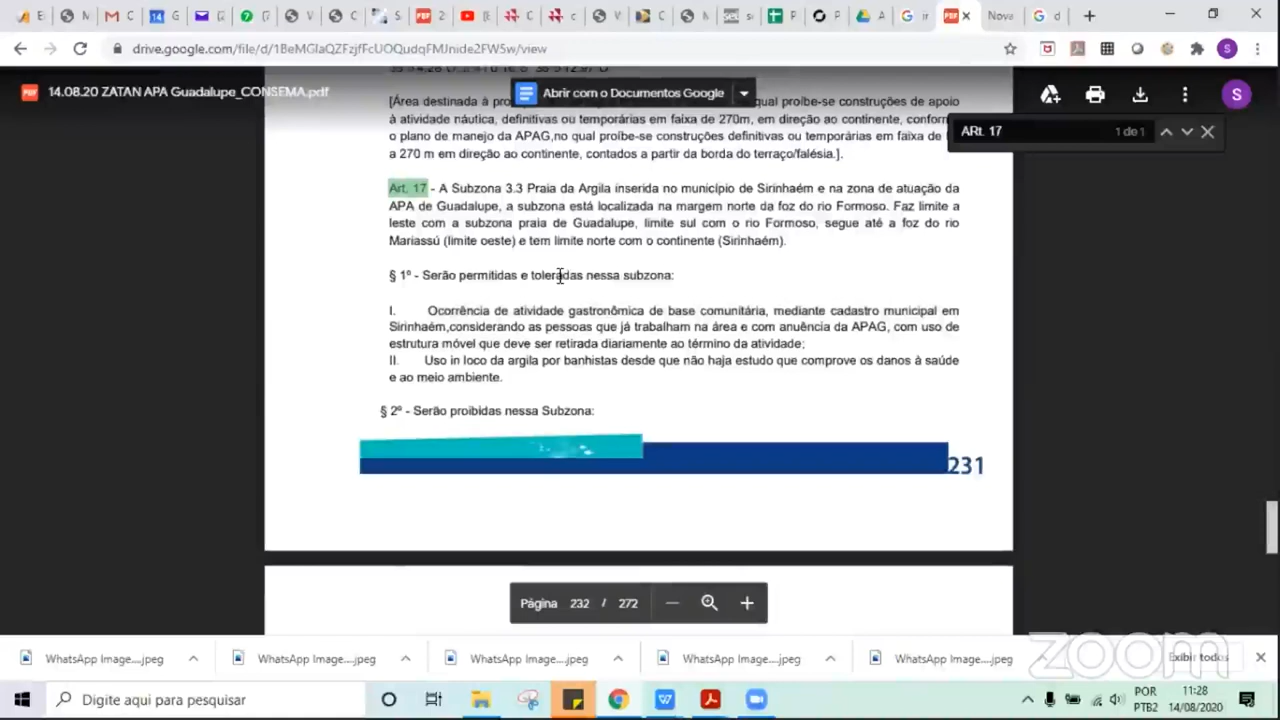 drive.google.com/file/d/1BeMGlaQZFzjfFcUOQudqFMJnide2FW5w/view
14.08.20 ZATAN APA Guadalupe_CONSEMA.pdf
Abrir com o Documentos Google
S
ARt. 17
1 de 1
[Área destinada à qual proíbe-se construções de apoio
à atividade náutica, definitivas ou temporárias em faixa de 270m, em direção ao continente, conform
o plano de manejo da APAG,no qual proíbe-se construções definitivas ou temporárias em faixa de
a 270 m em direção ao continente, contados a partir da borda do terraço/falésia.].
Art. 17 - A Subzona 3.3 Praia da Argila inserida no município de Sirinhaém e na zona de atuação da
APA de Guadalupe, a subzona está localizada na margem norte da foz do rio Formoso. Faz limite a
leste com a subzona praia de Guadalupe, limite sul com o rio Formoso, segue até a foz do rio
Mariassú (limite oeste) e tem limite norte com o continente (Sirinhaém).
§ 1º - Serão permitidas e toleradas nessa subzona:
I. Ocorrência de atividade gastronômica de base comunitária, mediante cadastro municipal em
Sirinhaém,considerando as pessoas que já trabalham na área e com anuência da APAG, com uso de
estrutura móvel que deve ser retirada diariamente ao término da atividade;
II. Uso in loco da argila por banhistas desde que não haja estudo que comprove os danos à saúde
e ao meio ambiente.
§ 2º - Serão proibidas nessa Subzona:
231
Página 232 / 272
zoom
WhatsApp Image....jpeg
WhatsApp Image....jpeg
WhatsApp Image....jpeg
WhatsApp Image....jpeg
WhatsApp Image....jpeg
Exibir todos
Digite aqui para pesquisar
POR
PTB2
11:28
14/08/2020